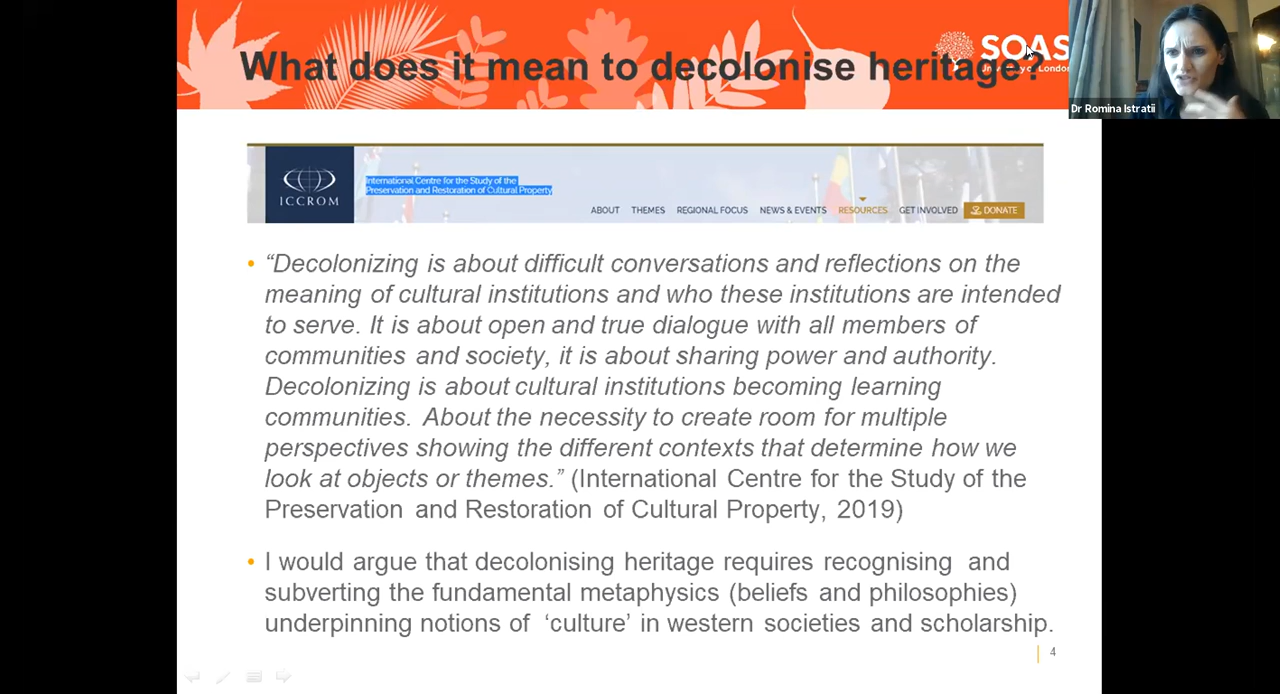 What does it mean to decolonise heritage?
SOAS
University of London
Dr Romina Istratii
ICCROM
International Centre for the Study of the
Preservation and Restoration of Cultural Property
ABOUT THEMES REGIONAL FOCUS NEWS & EVENTS RESOURCES GET INVOLVED DONATE
• “Decolonizing is about difficult conversations and reflections on the
meaning of cultural institutions and who these institutions are intended
to serve. It is about open and true dialogue with all members of
communities and society, it is about sharing power and authority.
Decolonizing is about cultural institutions becoming learning
communities. About the necessity to create room for multiple
perspectives showing the different contexts that determine how we
look at objects or themes.” (International Centre for the Study of the
Preservation and Restoration of Cultural Property, 2019)
• I would argue that decolonising heritage requires recognising and
subverting the fundamental metaphysics (beliefs and philosophies)
underpinning notions of ‘culture’ in western societies and scholarship.
4